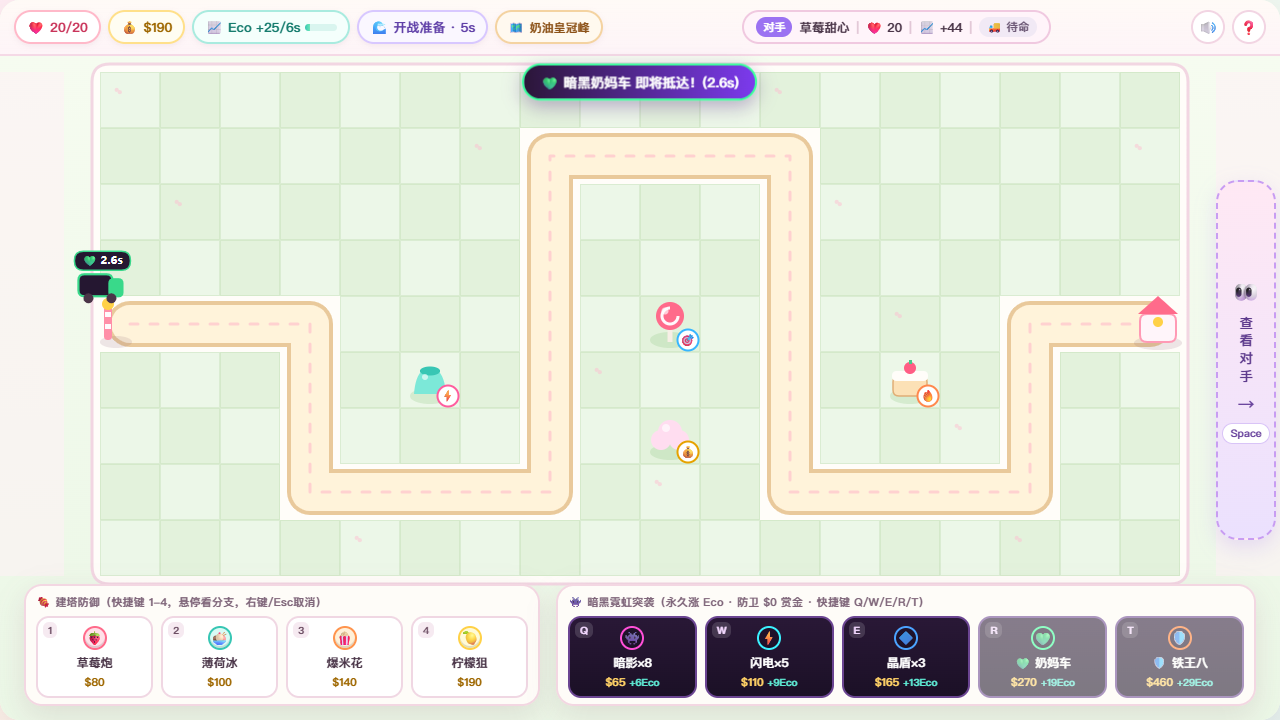 20/20
$190
Eco +25/6s
开战准备 · 5s
奶油皇冠峰
对手 草莓甜心 | 20 | +44 | 待命
暗黑奶妈车 即将抵达! (2.6s)
2.6s
查看对手
→
Space
建塔防御（快捷键 1–4，悬停看分支，右键/Esc取消）
1
草莓炮
$80
2
薄荷冰
$100
3
爆米花
$140
4
柠檬狙
$190
暗黑霓虹突袭（永久涨 Eco · 防卫 $0 赏金 · 快捷键 Q/W/E/R/T）
Q
暗影x8
$65 +6Eco
W
闪电x5
$110 +9Eco
E
晶盾x3
$165 +13Eco
R
奶妈车
$270 +19Eco
T
铁王八
$460 +29Eco